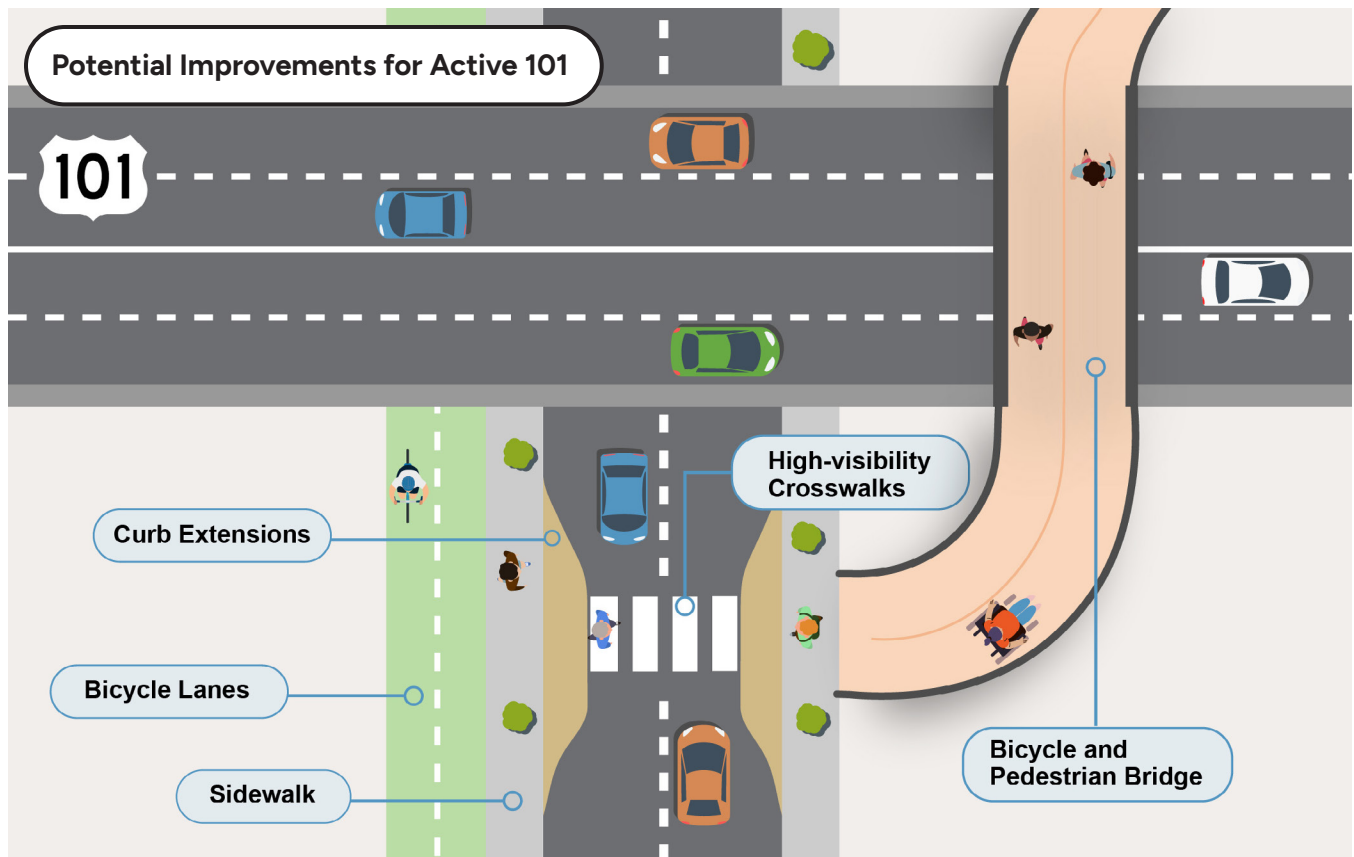 Potential Improvements for Active 101
101
High-visibility
Crosswalks
Curb Extensions
Bicycle Lanes
Sidewalk
Bicycle and
Pedestrian Bridge